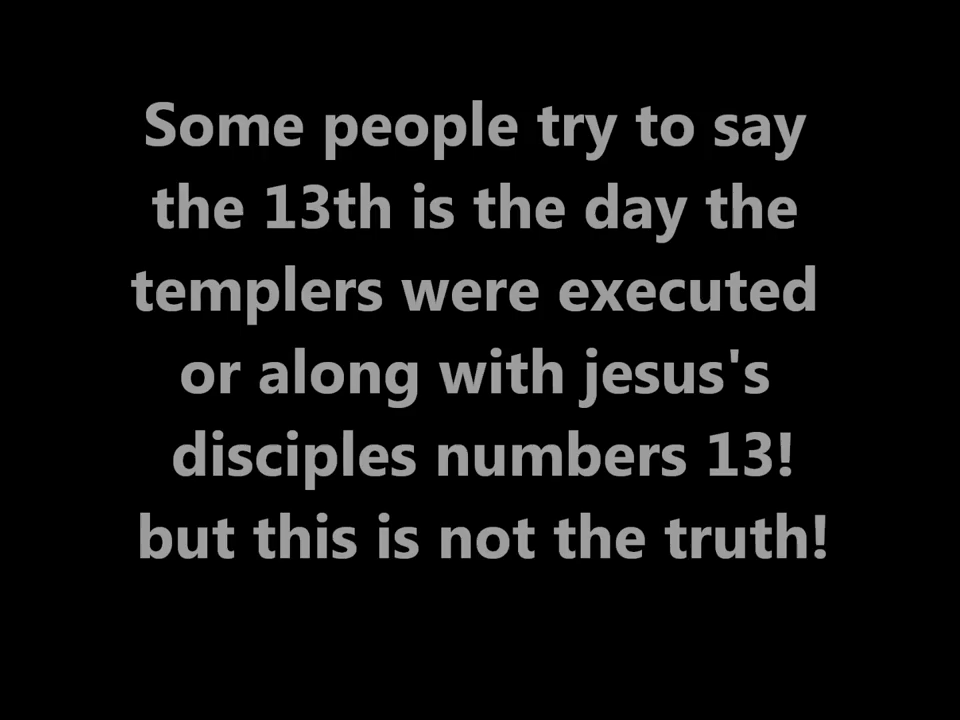 Some people try to say
the 13th is the day the
templers were executed
or along with jesus's
disciples numbers 13!
but this is not the truth!